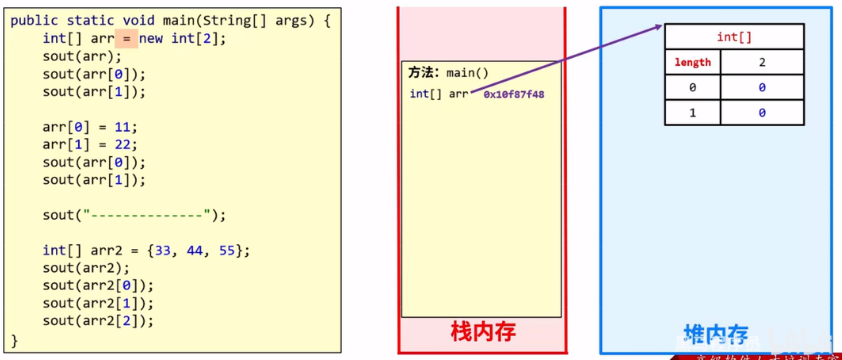 public static void main(String[] args) {
int[] arr = new int[2];
sout(arr);
sout(arr[0]);
sout(arr[1]);
arr[0] = 11;
arr[1] = 22;
sout(arr[0]);
sout(arr[1]);
sout("--------------");
int[] arr2 = {33, 44, 55};
sout(arr2);
sout(arr2[0]);
sout(arr2[1]);
sout(arr2[2]);
}
方法: main()
int[] arr 0x10f87f48
栈内存
int[]
length 2
0 0
1 0
堆内存